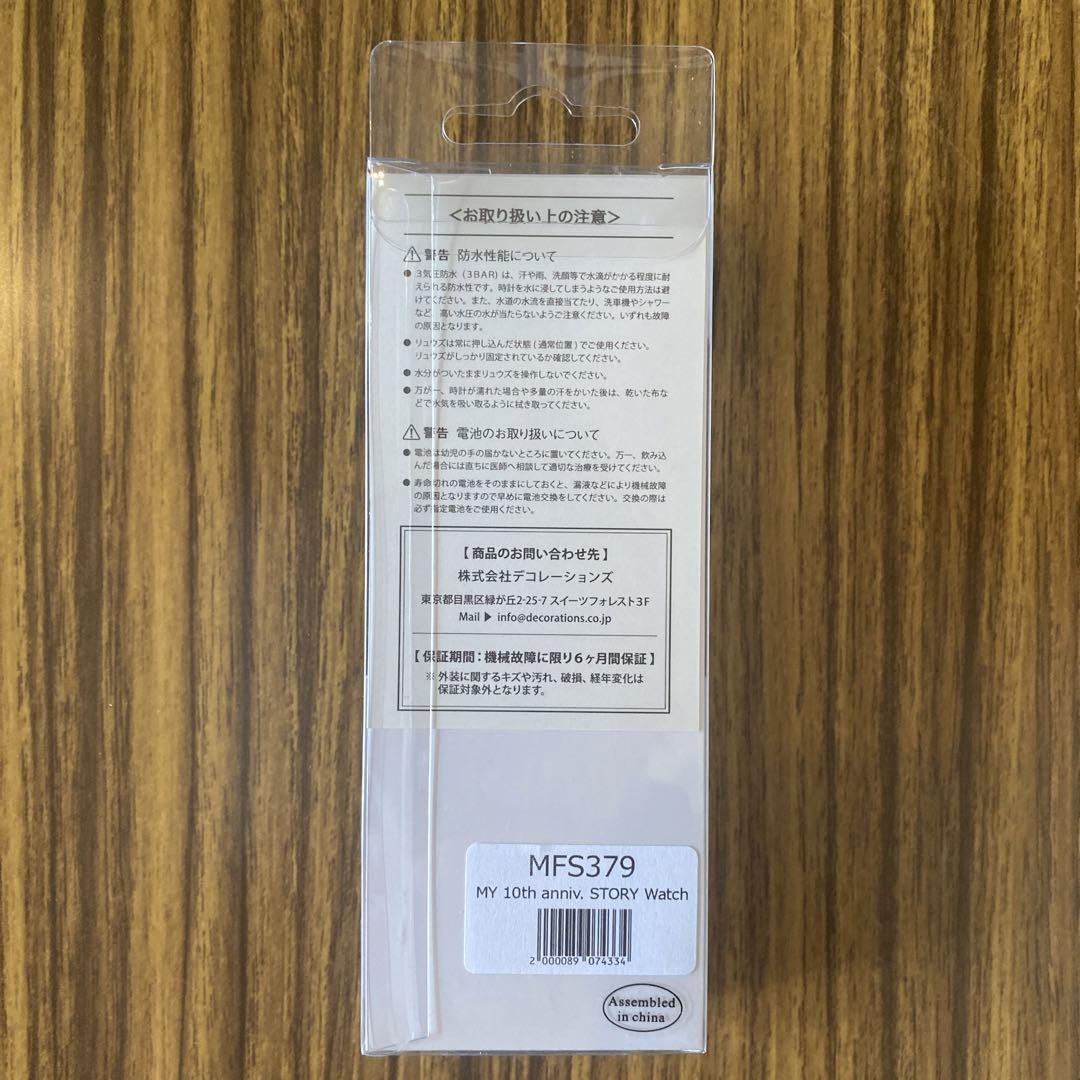 ＜お取り扱い上の注意＞
⚠警告 防水性能について
● 3気圧防水（3BAR）は、汗や雨、洗顔等で水滴がかかる程度に耐
えられる防水性です。時計を水に浸してしまうようなご使用方法は避
けてください。また、水道の水流を直接当てたり、洗車機やシャワー
など、高い水圧の水が当たらないようご注意ください。いずれも故障
の原因となります。
● リュウズは常に押し込んだ状態（通常位置）でご使用ください。
リュウズがしっかり固定されているか確認してください。
● 水分がついたままリュウズを操作しないでください。
● 万が一、時計が濡れた場合や多量の汗をかいた後は、乾いた布な
どで水気を吸い取るように拭き取ってください。
⚠警告 電池のお取り扱いについて
● 電池は幼児の手の届かないところに置いてください。万一、飲み込
んだ場合には直ちに医師へ相談して適切な治療を受けてください。
● 寿命切れの電池をそのままにしておくと、漏液などにより機械故障
の原因となりますので早めに電池交換をしてください。交換の際は
必ず指定電池をご使用ください。
【 商品のお問い合わせ先 】
株式会社デコレーションズ
東京都目黒区緑が丘2-25-7 スイーツフォレスト3F
Mail ▶ info@decorations.co.jp
【 保証期間：機械故障に限り6ヶ月間保証 】
※ 外装に関するキズや汚れ、破損、経年変化は
保証対象外となります。
MFS379
MY 10th anniv. STORY Watch
2 000089 074334
Assembled
in china